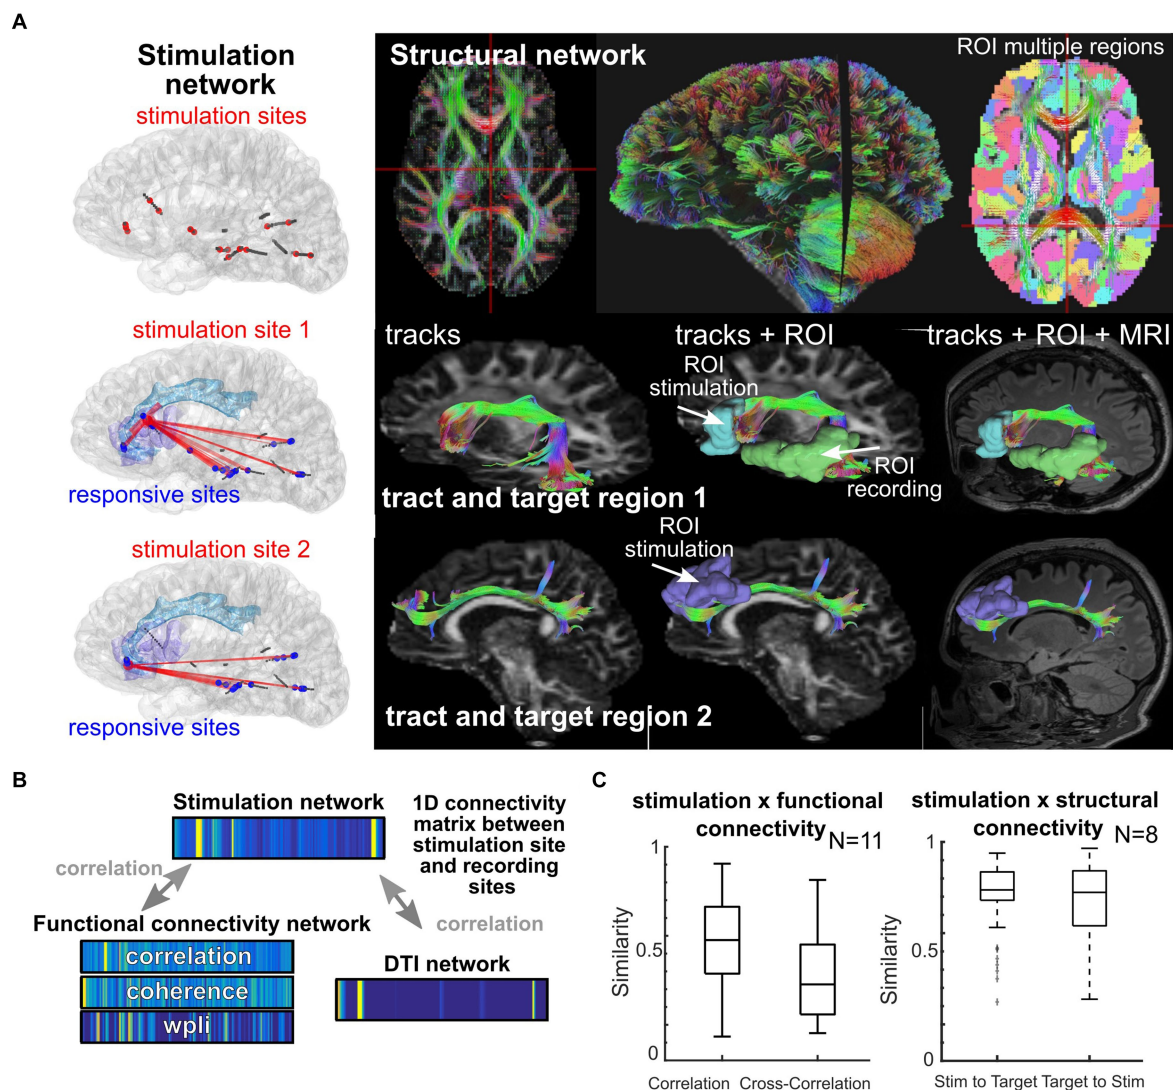 A
Stimulation
network
stimulation sites
Structural network
ROI multiple regions
stimulation site 1
responsive sites
tracks
tracks + ROI
tracks + ROI + MRI
ROI
stimulation
ROI
recording
tract and target region 1
stimulation site 2
responsive sites
ROI
stimulation
tract and target region 2
B
Stimulation network
1D connectivity
matrix between
stimulation site
and recording
sites
correlation
correlation
Functional connectivity network
correlation
coherence
wpli
DTI network
C
stimulation x functional
connectivity
N=11
Similarity
1
0.5
0
Correlation
Cross-Correlation
stimulation x structural
connectivity
N=8
Similarity
1
0.5
0
Stim to Target
Target to Stim